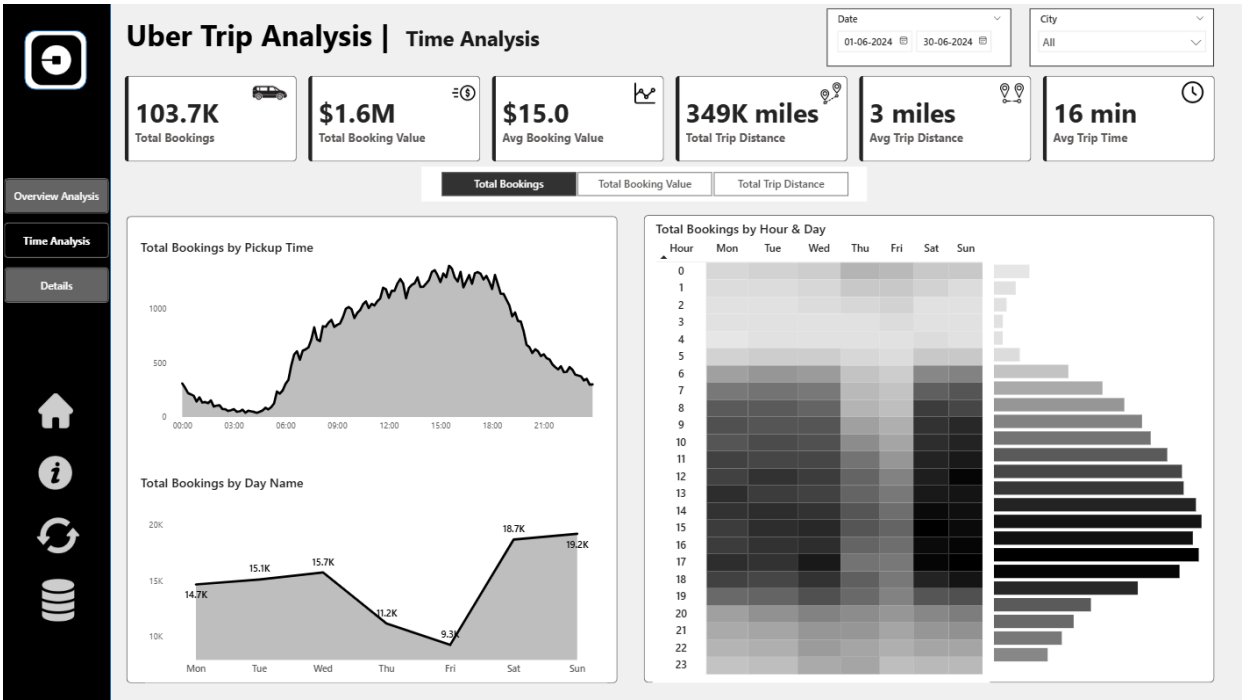 Uber Trip Analysis | Time Analysis
Date
01-06-2024 30-06-2024
City
All
103.7K
Total Bookings
$1.6M
Total Booking Value
$15.0
Avg Booking Value
349K miles
Total Trip Distance
3 miles
Avg Trip Distance
16 min
Avg Trip Time
Overview Analysis
Time Analysis
Details
Total Bookings Total Booking Value Total Trip Distance
Total Bookings by Pickup Time
1000
500
0
00:00 03:00 06:00 09:00 12:00 15:00 18:00 21:00
Total Bookings by Day Name
20K
15K
10K
14.7K 15.1K 15.7K 11.2K 9.3K 18.7K 19.2K
Mon Tue Wed Thu Fri Sat Sun
Total Bookings by Hour & Day
Hour Mon Tue Wed Thu Fri Sat Sun
0
1
2
3
4
5
6
7
8
9
10
11
12
13
14
15
16
17
18
19
20
21
22
23